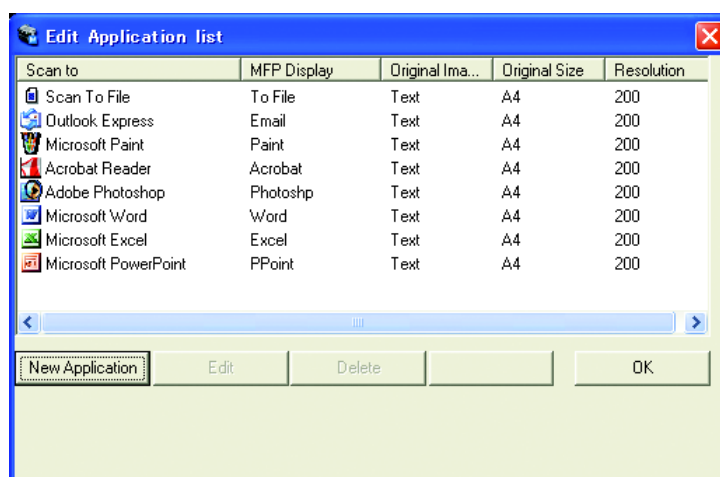 Edit Application list
Scan to MFP Display Original Ima... Original Size Resolution
Scan To File To File Text A4 200
Outlook Express Email Text A4 200
Microsoft Paint Paint Text A4 200
Acrobat Reader Acrobat Text A4 200
Adobe Photoshop Photoshp Text A4 200
Microsoft Word Word Text A4 200
Microsoft Excel Excel Text A4 200
Microsoft PowerPoint PPoint Text A4 200
New Application Edit Delete OK